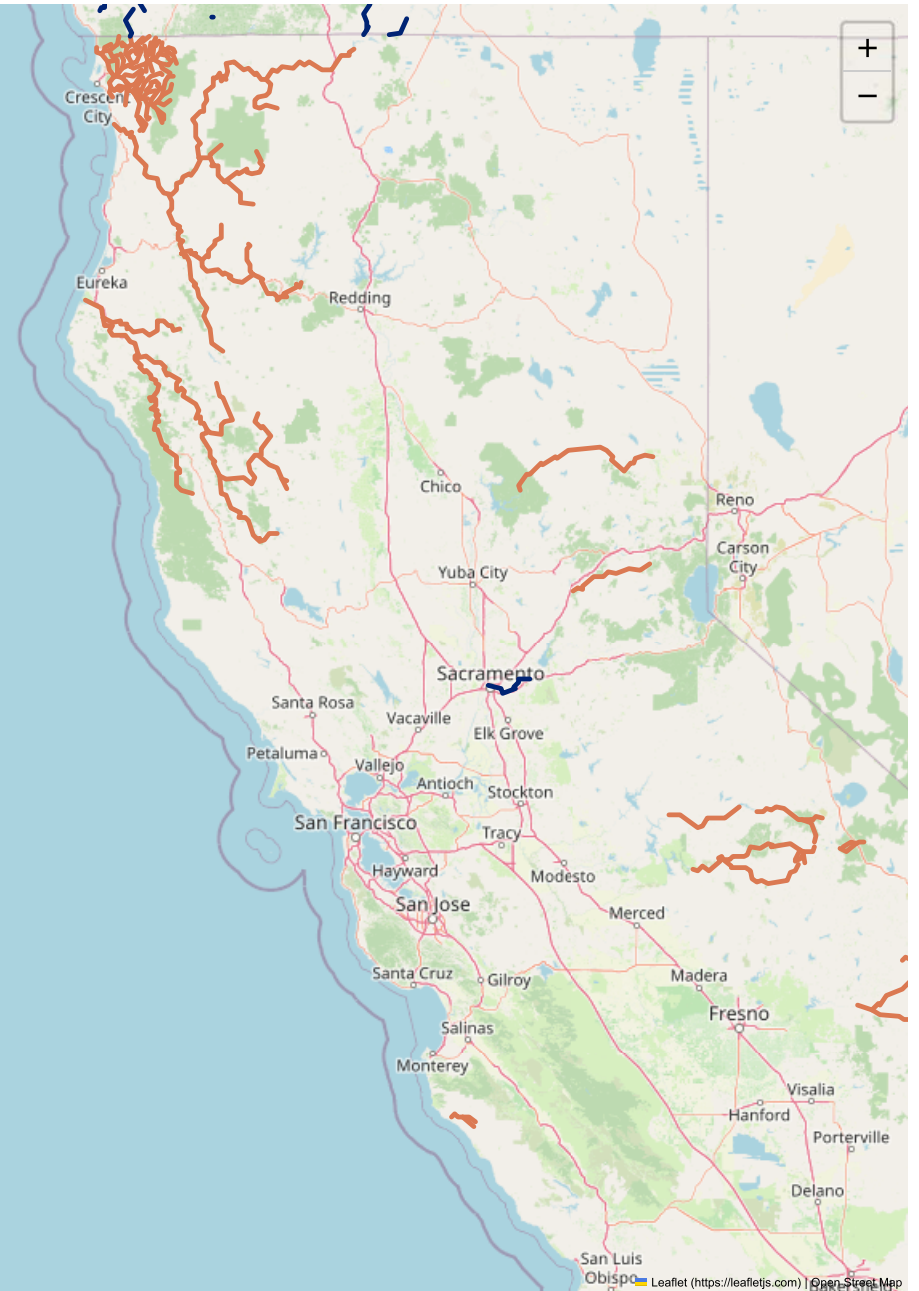 +
−
Crescent
City
Eureka
Redding
Chico
Reno
Carson
City
Yuba City
Sacramento
Santa Rosa
Vacaville
Elk Grove
Petaluma
Vallejo
Antioch
Stockton
San Francisco
Tracy
Hayward
Modesto
San Jose
Merced
Santa Cruz
Gilroy
Madera
Fresno
Salinas
Monterey
Visalia
Hanford
Porterville
Delano
San Luis
Obispo
Leaflet (https://leafletjs.com) | Open Street Map
Bakersfield